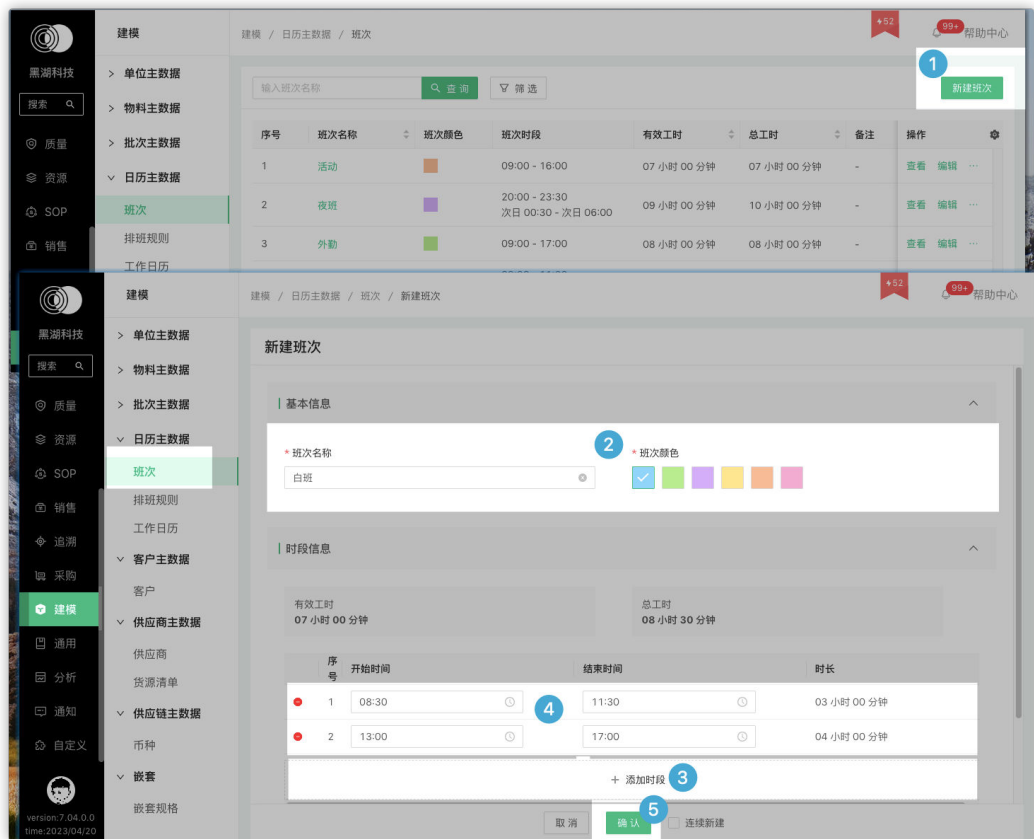 建模
建模 / 日历主数据 / 班次
52
99+
帮助中心
黑湖科技
搜索
质量
资源
SOP
销售
单位主数据
物料主数据
批次主数据
日历主数据
班次
排班规则
工作日历
输入班次名称
查询
筛选
1
新建班次
序号 班次名称 班次颜色 班次时段 有效工时 总工时 备注 操作
1 活动 09:00 - 16:00 07 小时 00 分钟 07 小时 00 分钟 - 查看 编辑 ···
2 夜班 20:00 - 23:30 09 小时 00 分钟 10 小时 00 分钟 - 查看 编辑 ···
次日 00:30 - 次日 06:00
3 外勤 09:00 - 17:00 08 小时 00 分钟 08 小时 00 分钟 - 查看 编辑 ···
建模
建模 / 日历主数据 / 班次 / 新建班次
52
99+
帮助中心
黑湖科技
搜索
质量
资源
SOP
销售
追溯
采购
建模
通用
分析
通知
自定义
version:7.04.0.0
time:2023/04/20
单位主数据
物料主数据
批次主数据
日历主数据
班次
排班规则
工作日历
客户主数据
客户
供应商主数据
供应商
货源清单
供应链主数据
币种
嵌套
嵌套规格
新建班次
基本信息
* 班次名称
白班
2
* 班次颜色
时段信息
有效工时
07 小时 00 分钟
总工时
08 小时 30 分钟
序号 开始时间 结束时间 时长
1 08:30 11:30 03 小时 00 分钟
4
2 13:00 17:00 04 小时 00 分钟
+ 添加时段 3
5
取消 确认 连续新建